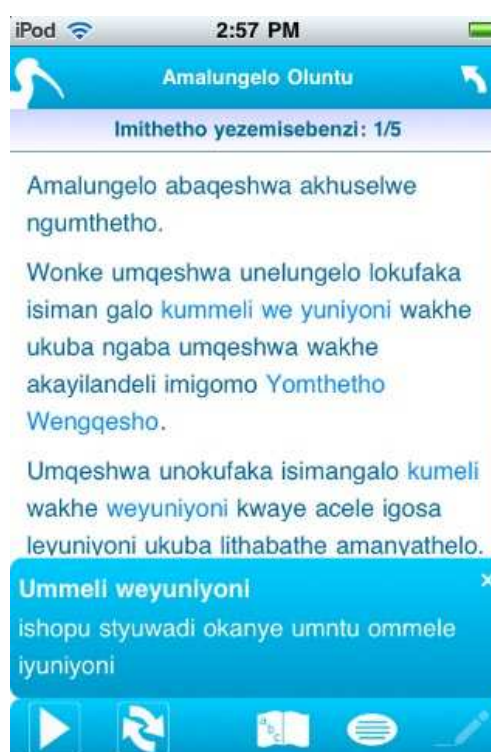 iPod 2:57 PM
Amalungelo Oluntu
Imithetho yezemisebenzi: 1/5
Amalungelo abaqeshwa akhuselwe
ngumthetho.
Wonke umqeshwa unelungelo lokufaka
isiman galo kummeli we yuniyoni wakhe
ukuba ngaba umqeshwa wakhe
akayilandeli imigomo Yomthetho
Wengqesho.
Umqeshwa unokufaka isimangalo kumeli
wakhe weyuniyoni kwaye acele igosa
leyuniyoni ukuba lithabathe amanyathelo.
Ummeli weyuniyoni
ishopu styuwadi okanye umntu ommele
iyuniyoni
abc